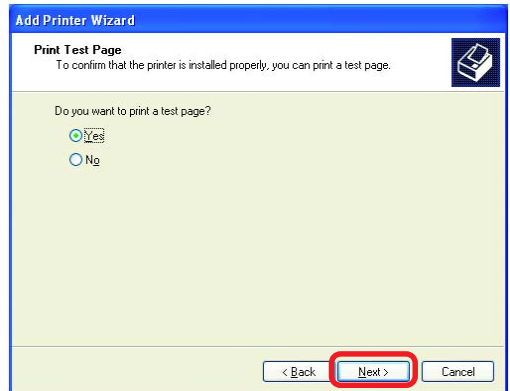 Add Printer Wizard
Print Test Page
To confirm that the printer is installed properly, you can print a test page.
Do you want to print a test page?
Yes
No
< Back Next > Cancel